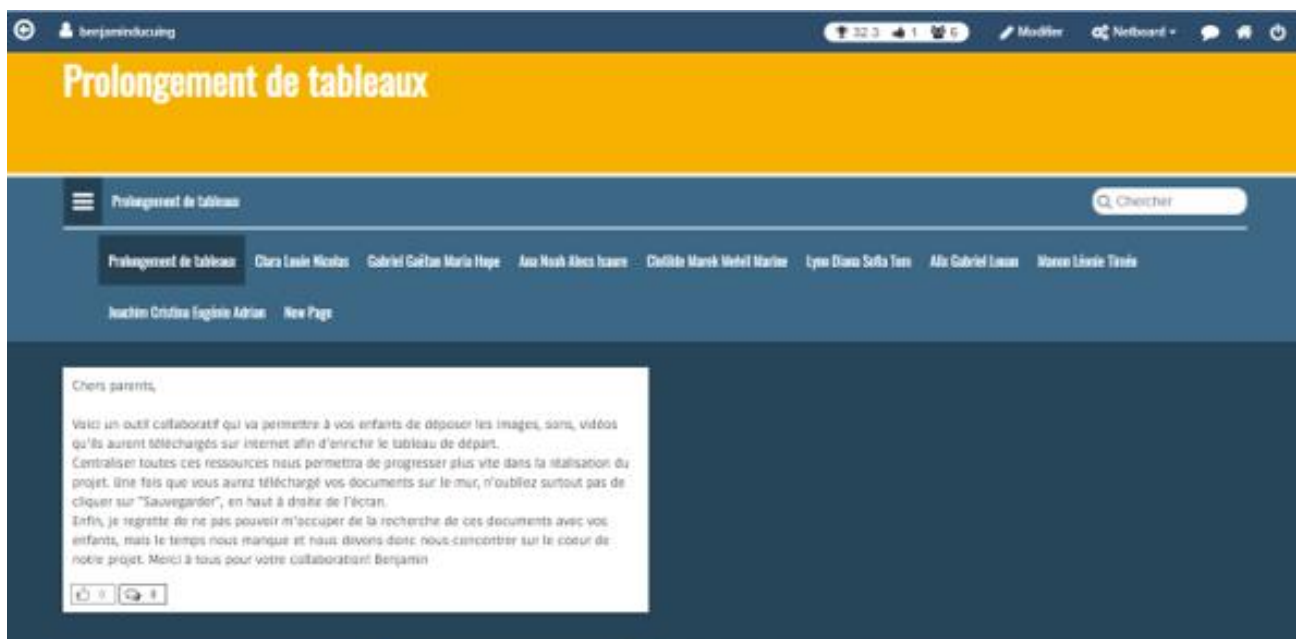 benjaminducuing
32.3 1 6 Modifier Netboard
Prolongement de tableaux
Prolongement de tableaux
Chercher
Prolongement de tableaux Clara Louie Nicolas Gabriel Gaëtan Maria Hope Ana Noah Alecs Isaure Clotilde Marek Marine Lynn Diana Sofia Tom Alix Gabriel Louan Manon Léonie Timéo
Joachim Cristina Eugénie Adrian New Page
Chers parents,
Voici un outil collaboratif qui va permettre à vos enfants de déposer les images, sons, vidéos
qu'ils auront téléchargés sur internet afin d'enrichir le tableau de départ.
Centraliser toutes ces ressources nous permettra de progresser plus vite dans la réalisation du
projet. Une fois que vous aurez téléchargé vos documents sur le mur, n'oubliez surtout pas de
cliquer sur "Sauvegarder", en haut à droite de l'écran.
Enfin, je regrette de ne pas pouvoir m'occuper de la recherche de ces documents avec vos
enfants, mais le temps nous manque et nous devons donc nous concentrer sur le coeur de
notre projet. Merci à tous pour votre collaboration! Benjamin